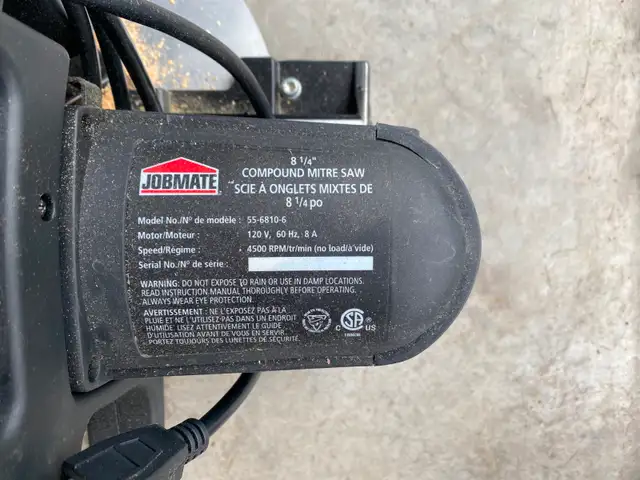 JOBMATE
8 1/4"
COMPOUND MITRE SAW
SCIE À ONGLETS MIXTES DE
8 1/4 po
Model No./Nº de modèle : 55-6810-6
Motor/Moteur : 120 V, 60 Hz, 8 A
Speed/Régime : 4500 RPM/tr/min (no load/à vide)
Serial No./Nº de série :
WARNING: DO NOT EXPOSE TO RAIN OR USE IN DAMP LOCATIONS.
READ INSTRUCTION MANUAL THOROUGHLY BEFORE OPERATING.
ALWAYS WEAR EYE PROTECTION.
AVERTISSEMENT : NE L'EXPOSEZ PAS À LA
PLUIE ET NE L'UTILISEZ PAS DANS UN ENDROIT
HUMIDE. LISEZ ATTENTIVEMENT LE GUIDE
D'UTILISATION AVANT DE VOUS EN SERVIR.
PORTEZ TOUJOURS DES LUNETTES DE SÉCURITÉ
C SA US